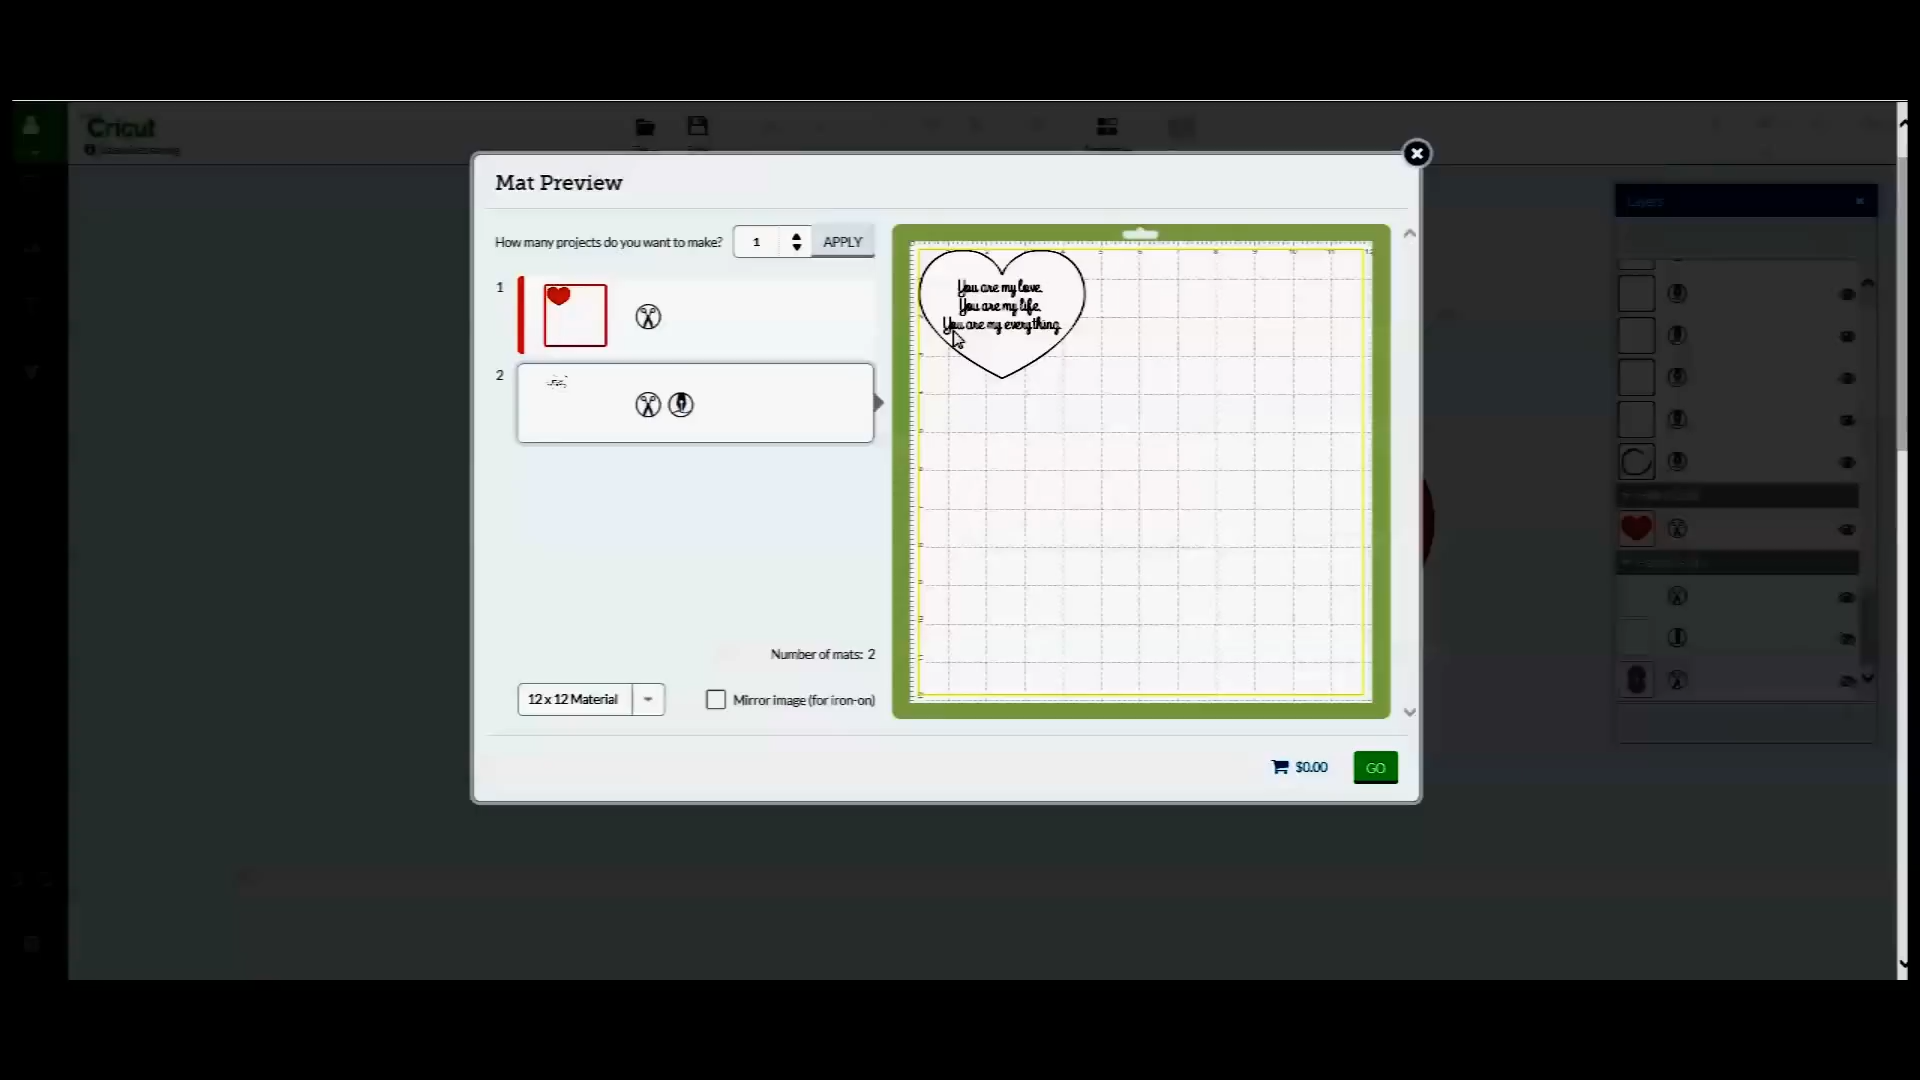 Cricut
Mat Preview
How many projects do you want to make? 1 APPLY
1
2
You are my love.
You are my life.
You are my everything.
Number of mats: 2
12 x 12 Material
Mirror image (for iron-on)
$0.00 GO
Layers